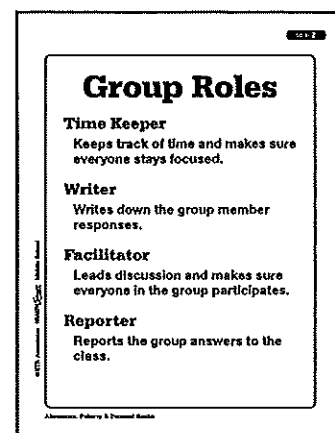 Group Roles
Time Keeper
Keeps track of time and makes sure
everyone stays focused.
Writer
Writes down the group member
responses.
Facilitator
Leads discussion and makes sure
everyone in the group participates.
Reporter
Reports the group answers to the
class.